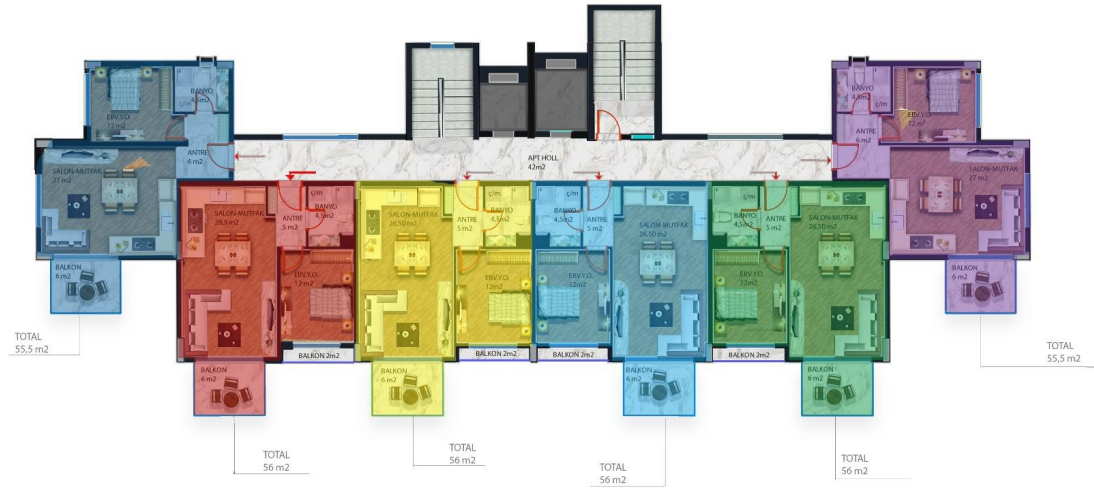 BANYO
4,5m2
ç/m
EBV.Y.O.
12 m2
ANTRE
6 m2
SALON-MUTFAK
27 m2
BALKON
6 m2
TOTAL
55,5 m2
APT HOLL
42m2
BANYO
4,5m2
ç/m
EBV.Y.O.
12 m2
ANTRE
6 m2
SALON-MUTFAK
27 m2
BALKON
6 m2
TOTAL
55,5 m2
SALON-MUTFAK
26,5 m2
ANTRE
5 m2
ç/m
BANYO
4,5m2
EBV.Y.O.
12m2
BALKON 2m2
BALKON
6 m2
TOTAL
56 m2
SALON-MUTFAK
26,50 m2
ANTRE
5 m2
ç/m
BANYO
4,5m2
EBV.Y.O.
12m2
BALKON 2m2
BALKON
6 m2
TOTAL
56 m2
ç/m
BANYO
4,5m2
ANTRE
5 m2
SALON-MUTFAK
26,50 m2
EBV.Y.O.
12m2
BALKON 2m2
BALKON
6 m2
TOTAL
56 m2
ç/m
BANYO
4,5m2
ANTRE
5 m2
SALON-MUTFAK
26,50 m2
EBV.Y.O.
12m2
BALKON 2m2
BALKON
6 m2
TOTAL
56 m2